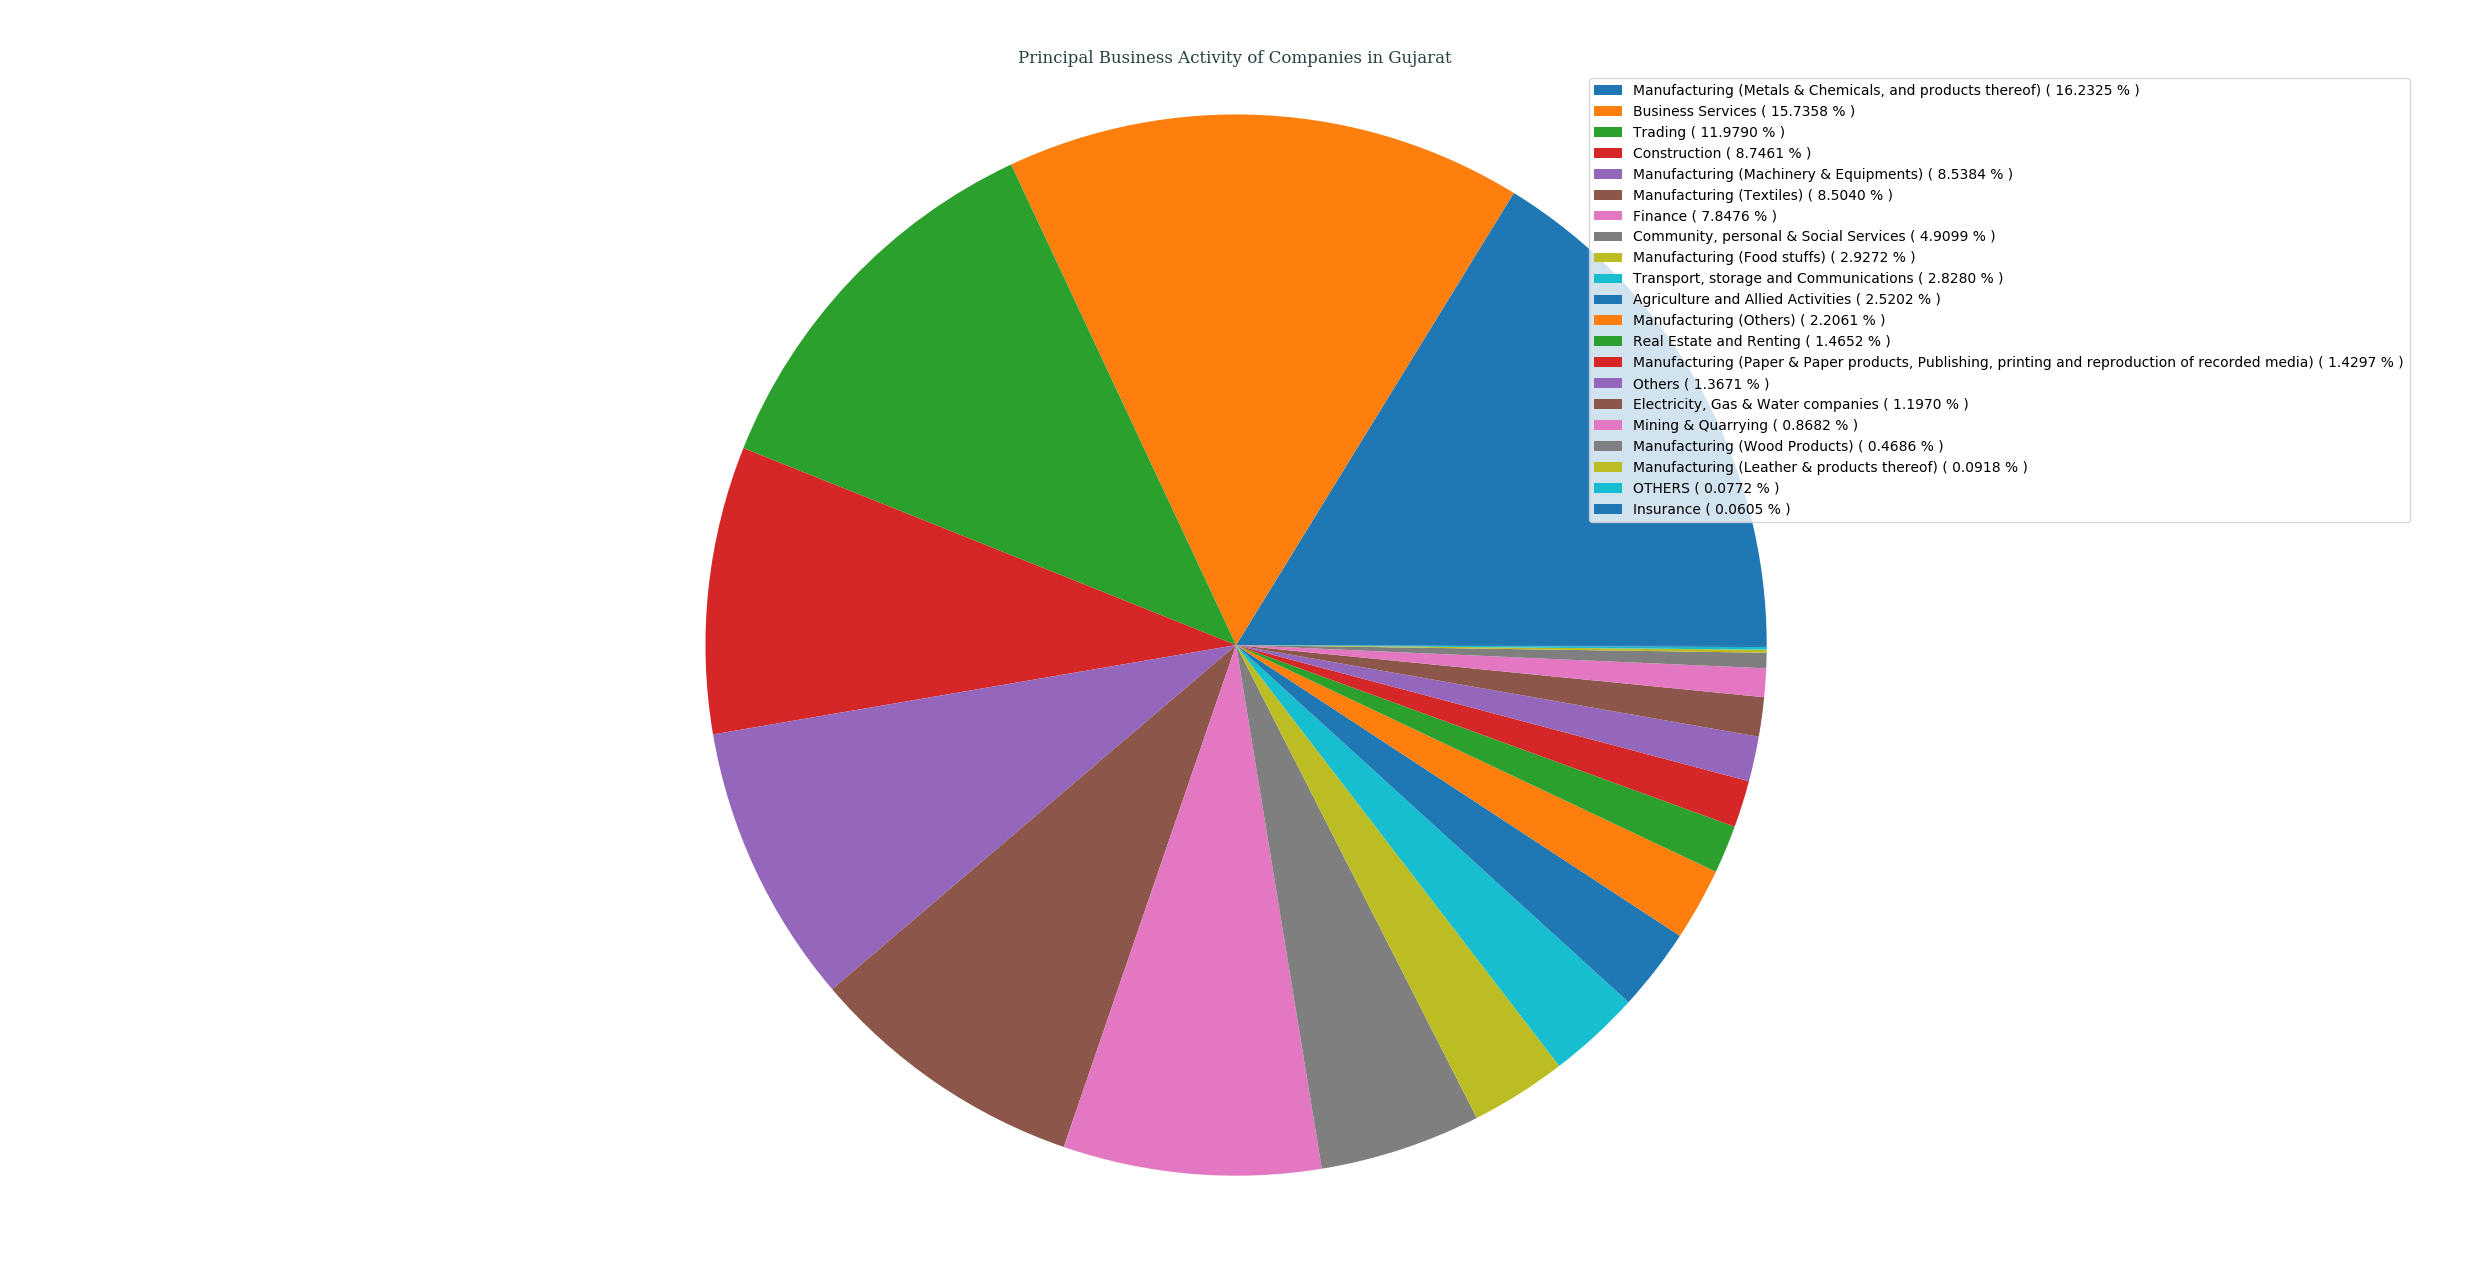 Principal Business Activity of Companies in Gujarat
Manufacturing (Metals & Chemicals, and products thereof) ( 16.2325 % )
Business Services ( 15.7358 % )
Trading ( 11.9790 % )
Construction ( 8.7461 % )
Manufacturing (Machinery & Equipments) ( 8.5384 % )
Manufacturing (Textiles) ( 8.5040 % )
Finance ( 7.8476 % )
Community, personal & Social Services ( 4.9099 % )
Manufacturing (Food stuffs) ( 2.9272 % )
Transport, storage and Communications ( 2.8280 % )
Agriculture and Allied Activities ( 2.5202 % )
Manufacturing (Others) ( 2.2061 % )
Real Estate and Renting ( 1.4652 % )
Manufacturing (Paper & Paper products, Publishing, printing and reproduction of recorded media) ( 1.4297 % )
Others ( 1.3671 % )
Electricity, Gas & Water companies ( 1.1970 % )
Mining & Quarrying ( 0.8682 % )
Manufacturing (Wood Products) ( 0.4686 % )
Manufacturing (Leather & products thereof) ( 0.0918 % )
OTHERS ( 0.0772 % )
Insurance ( 0.0605 % )